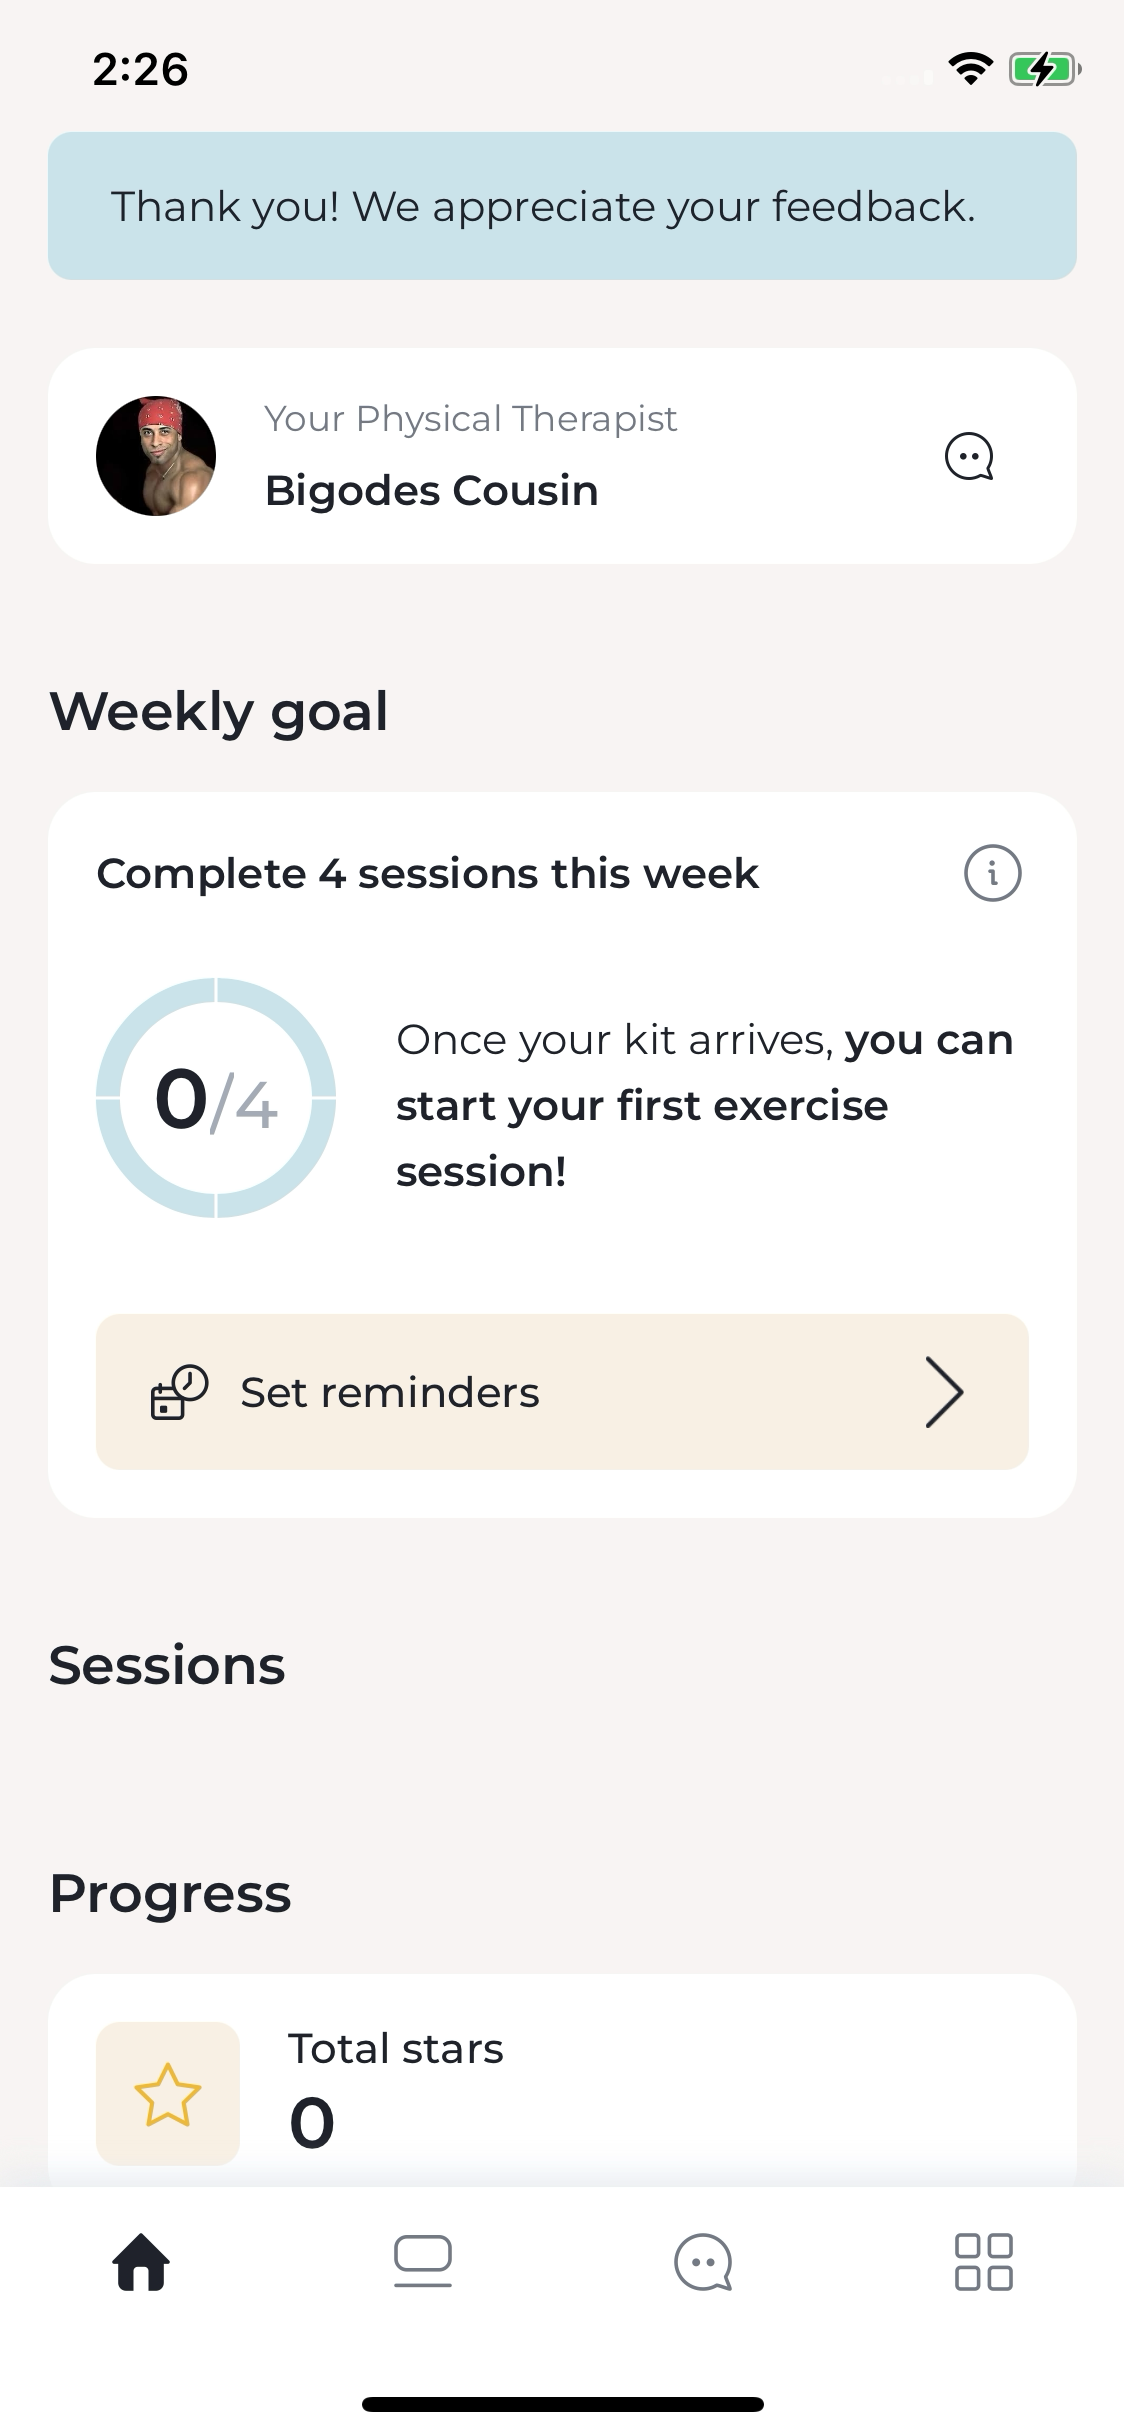 2:26
Thank you! We appreciate your feedback.
Your Physical Therapist
Bigodes Cousin
Weekly goal
Complete 4 sessions this week
0/4
Once your kit arrives, you can
start your first exercise
session!
Set reminders
Sessions
Progress
Total stars
0